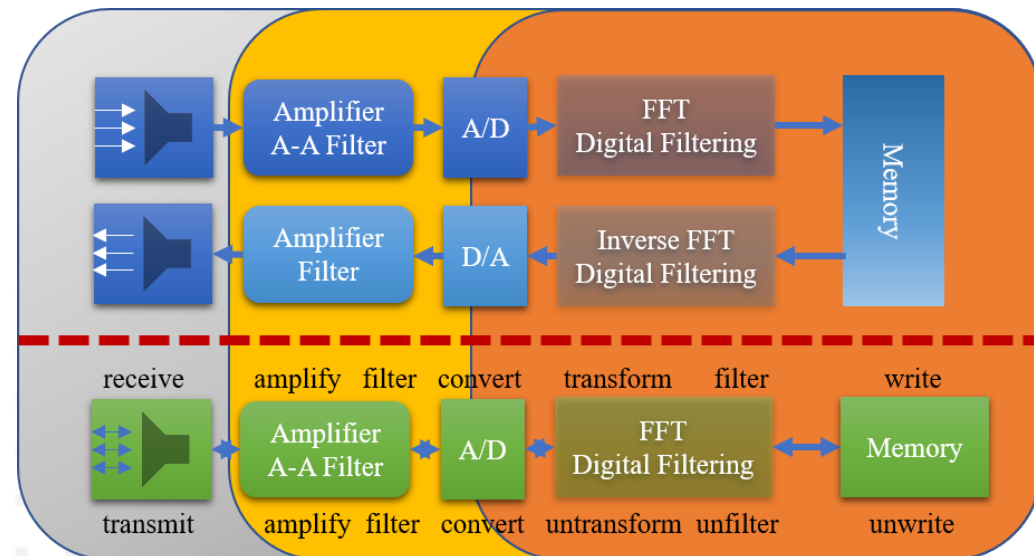 Amplifier
A-A Filter
A/D
FFT
Digital Filtering
Memory
Amplifier
Filter
D/A
Inverse FFT
Digital Filtering
receive amplify filter convert transform filter write
Amplifier
A-A Filter
A/D
FFT
Digital Filtering
Memory
transmit amplify filter convert untransform unfilter unwrite